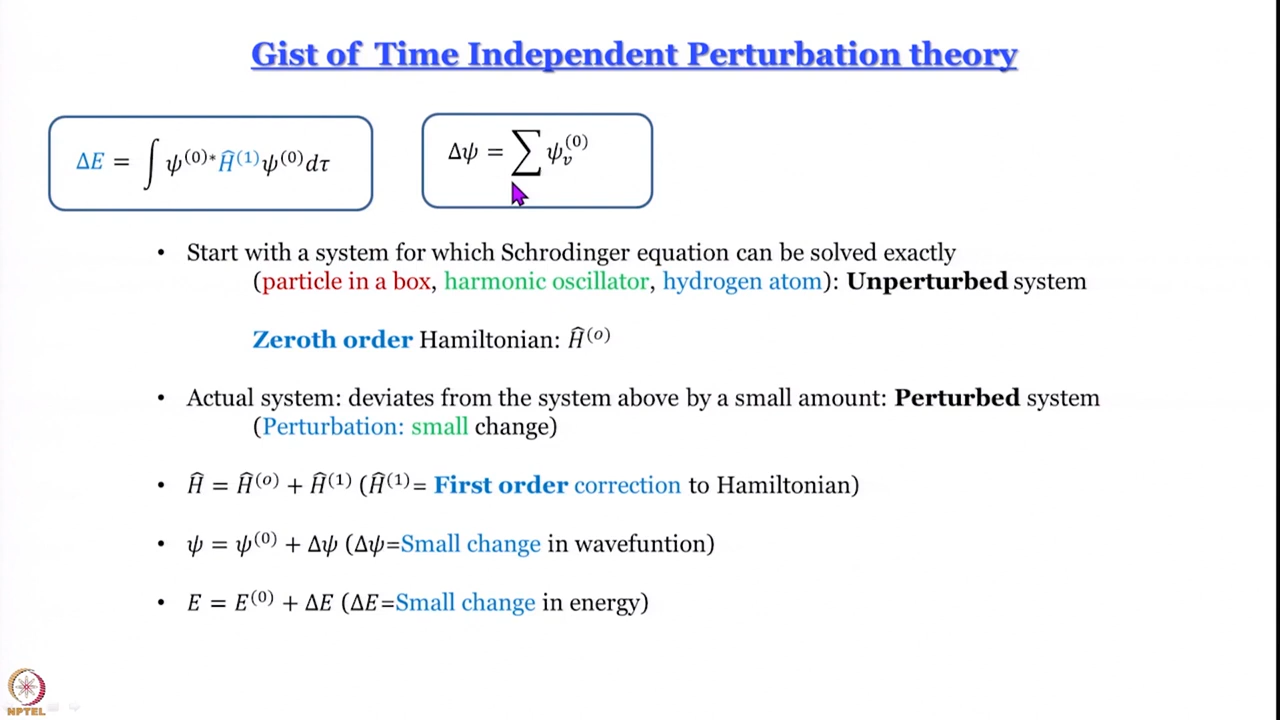 Gist of Time Independent Perturbation theory
ΔE = ∫ψ⁽⁰⁾*Ĥ⁽¹⁾ψ⁽⁰⁾dτ
Δψ = ∑ψᵥ⁽⁰⁾
• Start with a system for which Schrodinger equation can be solved exactly
(particle in a box, harmonic oscillator, hydrogen atom): Unperturbed system
Zeroth order Hamiltonian: Ĥ⁽ᵒ⁾
• Actual system: deviates from the system above by a small amount: Perturbed system
(Perturbation: small change)
• Ĥ = Ĥ⁽ᵒ⁾ + Ĥ⁽¹⁾ (Ĥ⁽¹⁾= First order correction to Hamiltonian)
• ψ = ψ⁽⁰⁾ + Δψ (Δψ=Small change in wavefuntion)
• E = E⁽⁰⁾ + ΔE (ΔE=Small change in energy)
NPTEL